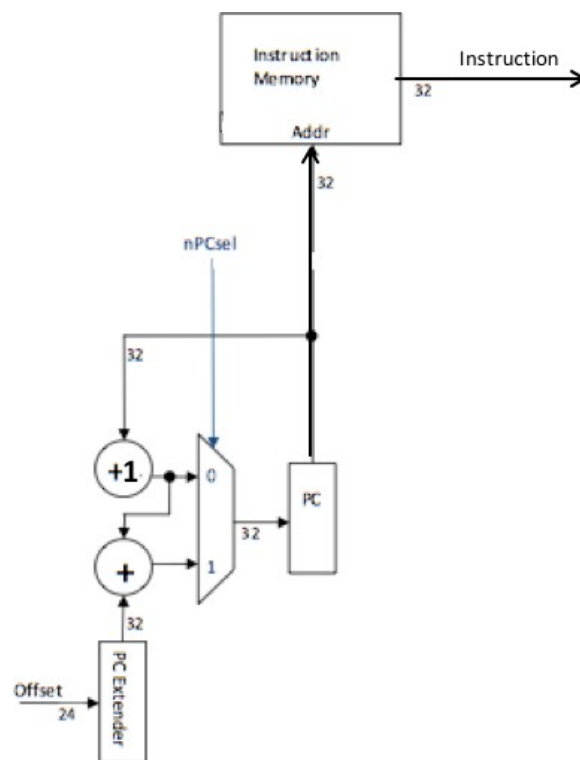 Instruction
Memory
Instruction
32
Addr
32
nPCsel
32
+1
0
PC
32
+
1
32
PC Extender
Offset
24